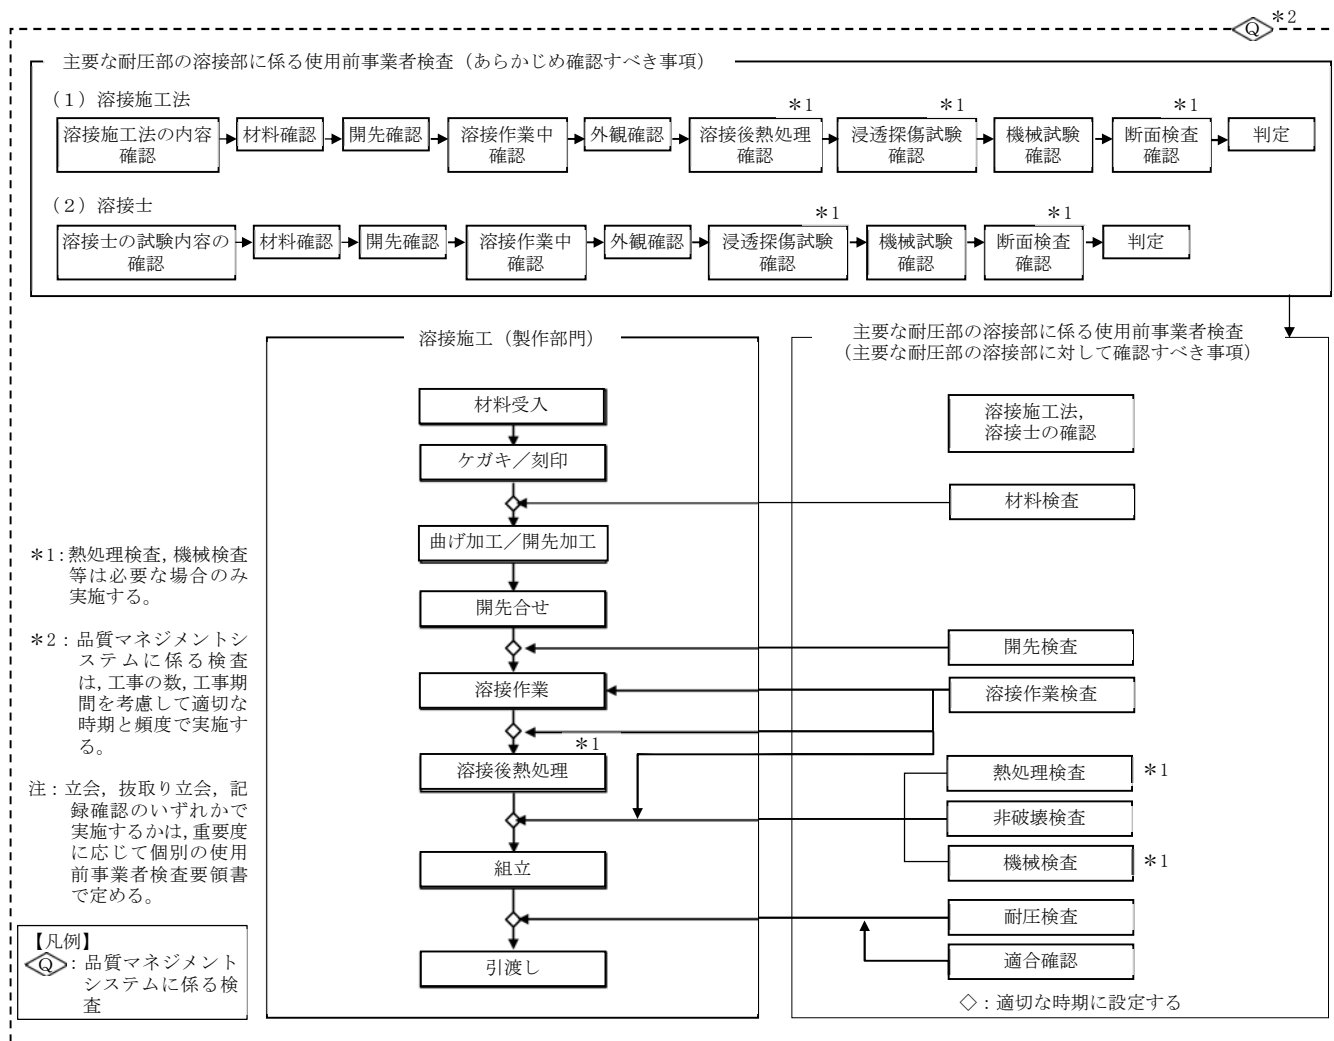 Q *2
主要な耐圧部の溶接部に係る使用前事業者検査（あらかじめ確認すべき事項）
（1）溶接施工法
*1 *1 *1
溶接施工法の内容
確認
材料確認
開先確認
溶接作業中
確認
外観確認
溶接後熱処理
確認
浸透探傷試験
確認
機械試験
確認
断面検査
確認
判定
（2）溶接士
*1 *1
溶接士の試験内容の
確認
材料確認
開先確認
溶接作業中
確認
外観確認
浸透探傷試験
確認
機械試験
確認
断面検査
確認
判定
溶接施工（製作部門）
材料受入
ケガキ／刻印
曲げ加工／開先加工
開先合せ
溶接作業
*1
溶接後熱処理
組立
引渡し
主要な耐圧部の溶接部に係る使用前事業者検査
（主要な耐圧部の溶接部に対して確認すべき事項）
溶接施工法，
溶接士の確認
材料検査
開先検査
溶接作業検査
熱処理検査 *1
非破壊検査
機械検査 *1
耐圧検査
適合確認
◇：適切な時期に設定する
*1：熱処理検査，機械検査
等は必要な場合のみ
実施する。
*2：品質マネジメントシ
ステムに係る検査
は，工事の数，工事期
間を考慮して適切な
時期と頻度で実施す
る。
注：立会，抜取り立会，記
録確認のいずれかで
実施するかは，重要度
に応じて個別の使用
前事業者検査要領書
で定める。
【凡例】
Q：品質マネジメント
システムに係る検
査